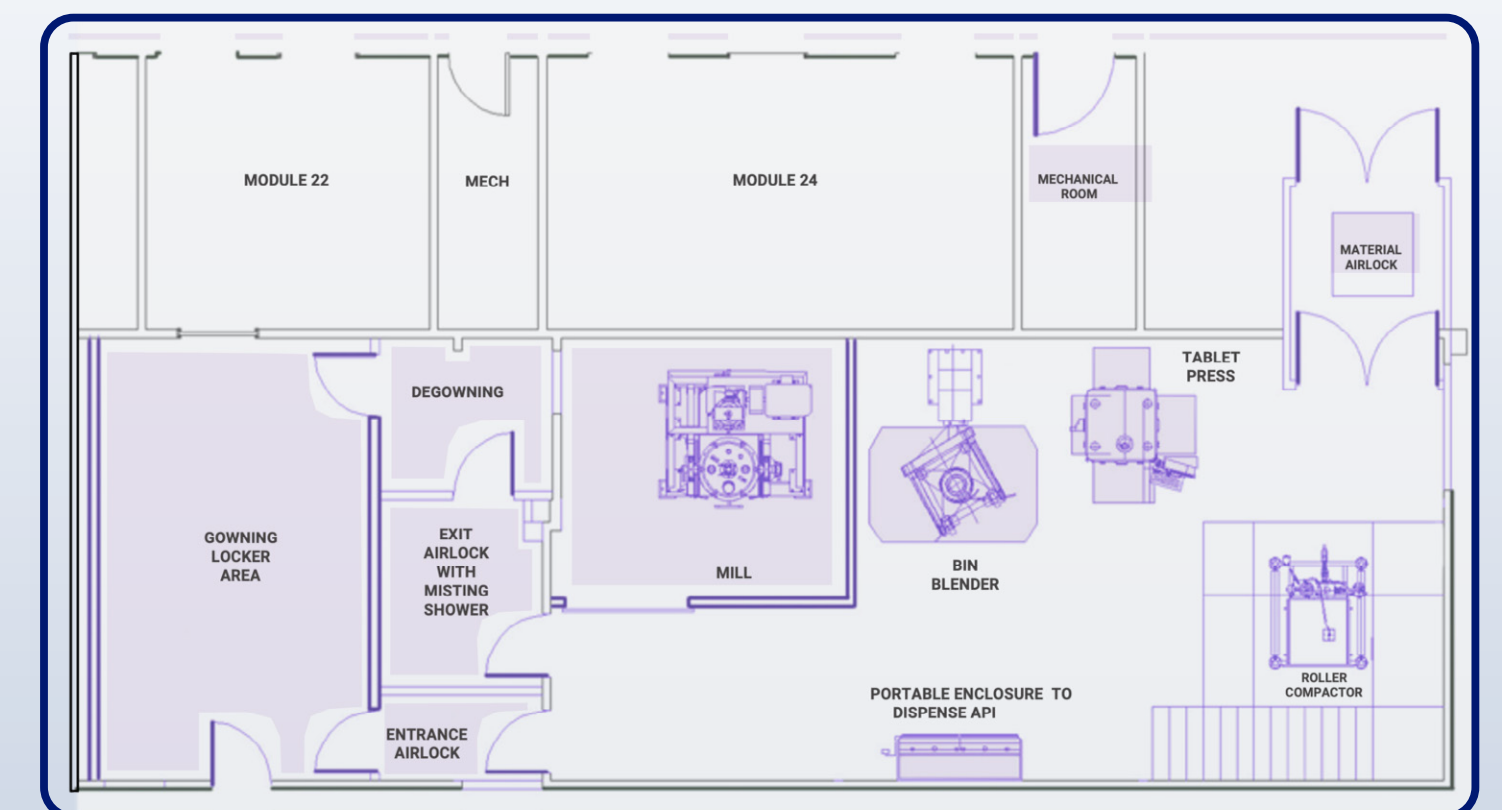 MODULE 22
MECH
MODULE 24
MECHANICAL
ROOM
MATERIAL
AIRLOCK
DEGOWNING
TABLET
PRESS
GOWNING
LOCKER
AREA
EXIT
AIRLOCK
WITH
MISTING
SHOWER
MILL
BIN
BLENDER
ROLLER
COMPACTOR
PORTABLE ENCLOSURE TO
DISPENSE API
ENTRANCE
AIRLOCK